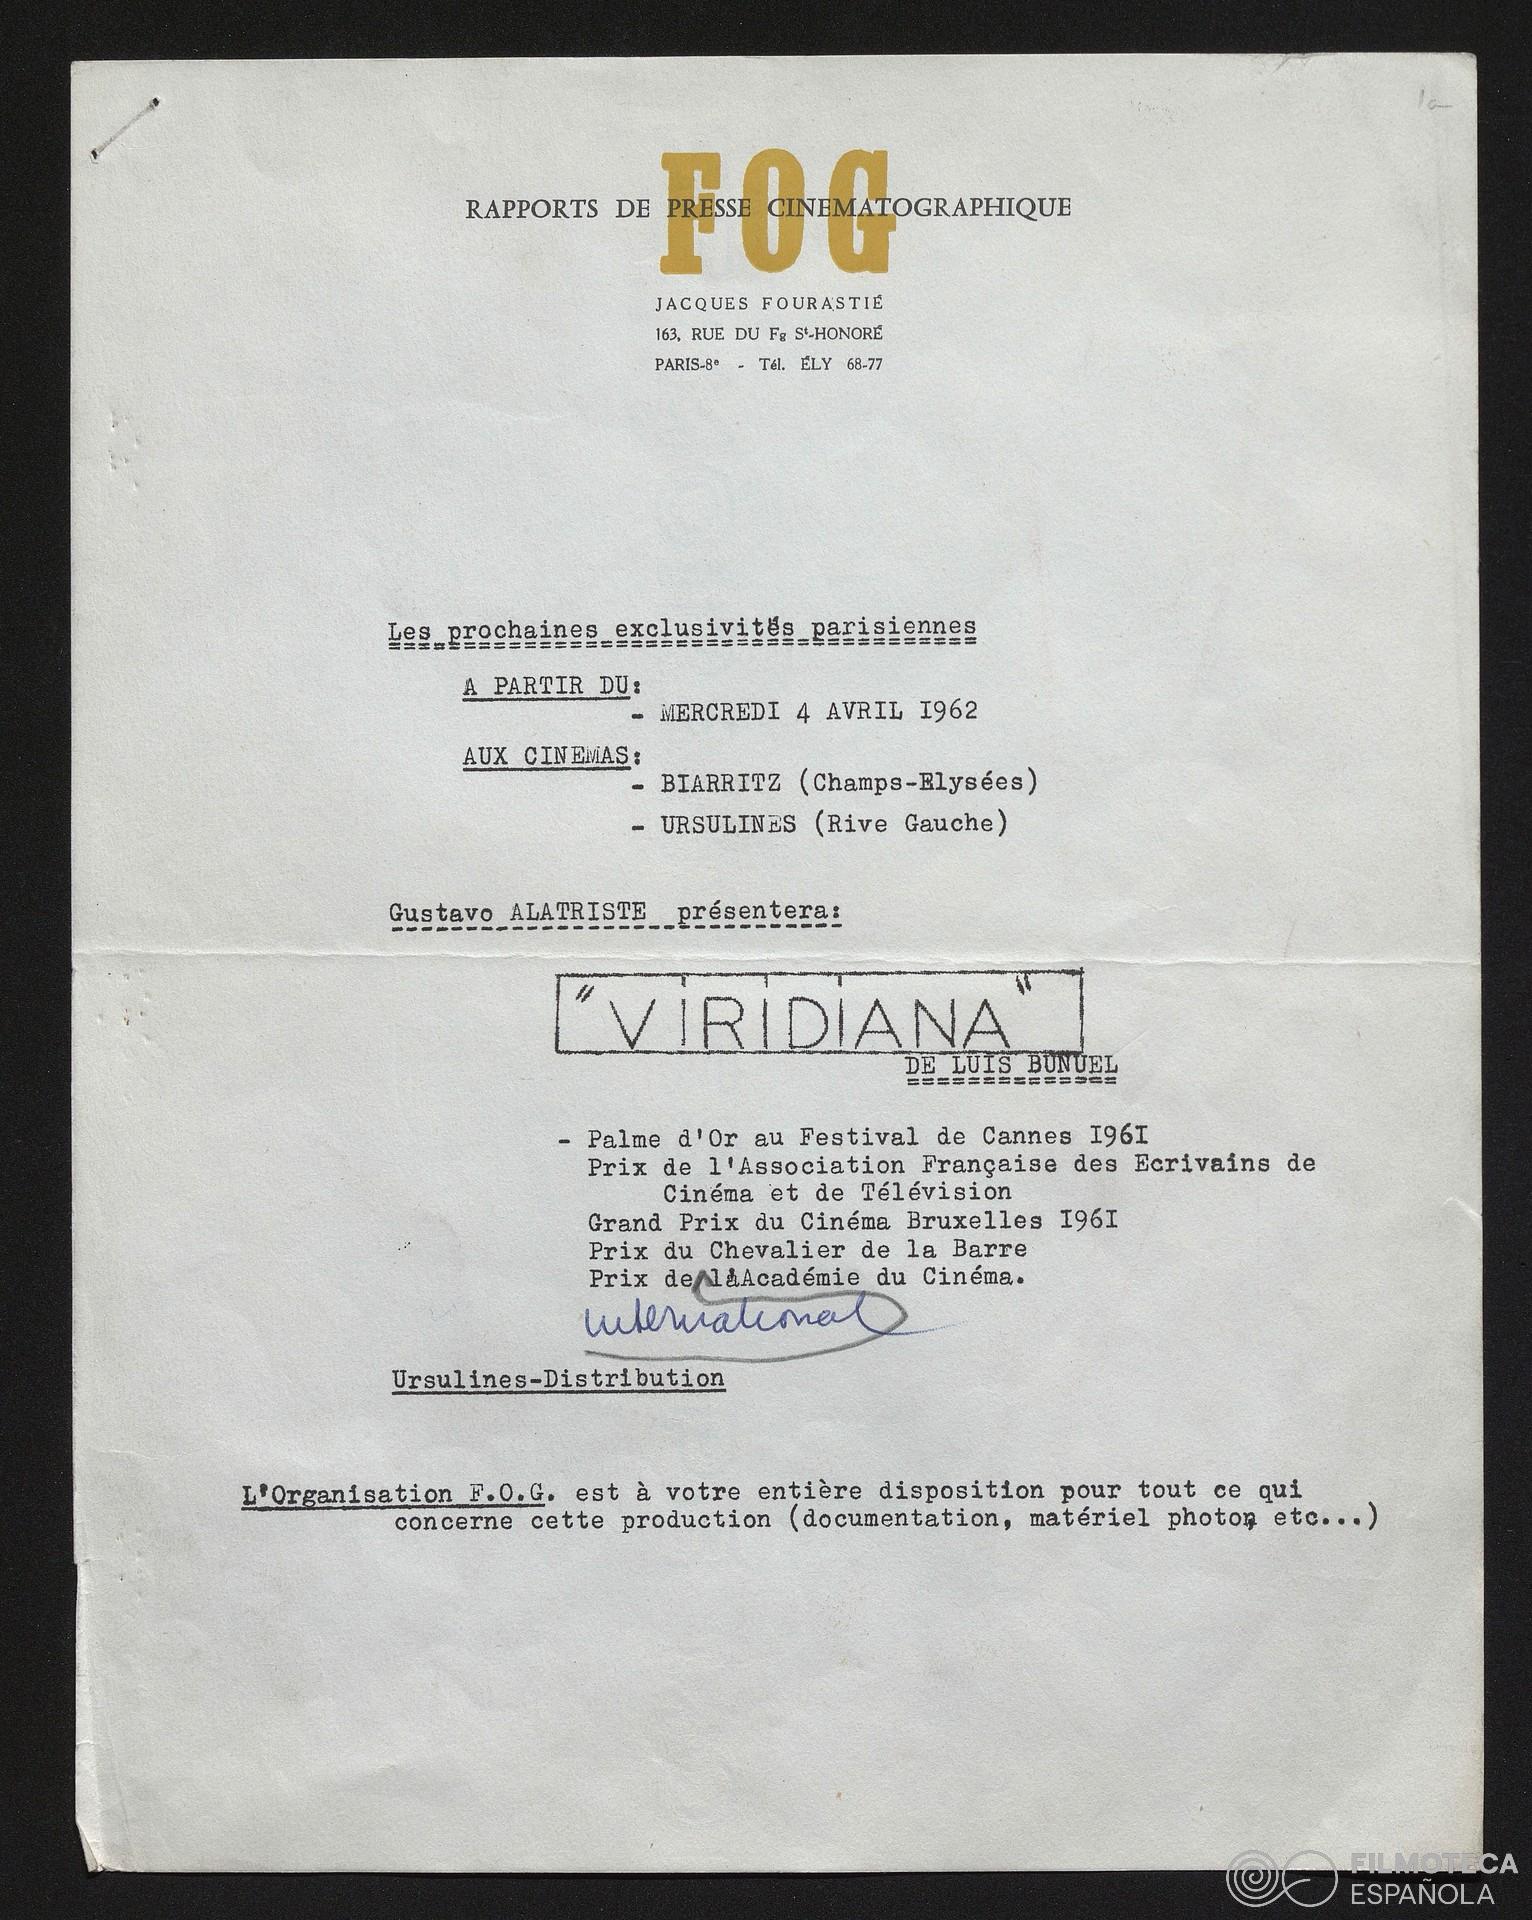 1a
FOG
RAPPORTS DE PRESSE CINEMATOGRAPHIQUE
JACQUES FOURASTIÉ
163, RUE DU Fg St-HONORÉ
PARIS-8e - Tél. ÉLY 68-77
Les prochaines exclusivités parisiennes
A PARTIR DU:
- MERCREDI 4 AVRIL I962
AUX CINEMAS:
- BIARRITZ (Champs-Elysées)
- URSULINES (Rive Gauche)
Gustavo ALATRISTE présentera:
"VIRIDIANA"
DE LUIS BUNUEL
- Palme d'Or au Festival de Cannes I96I
Prix de l'Association Française des Ecrivains de
Cinéma et de Télévision
Grand Prix du Cinéma Bruxelles I96I
Prix du Chevalier de la Barre
Prix de l'Académie du Cinéma.
international
Ursulines-Distribution
L'Organisation F.O.G. est à votre entière disposition pour tout ce qui
concerne cette production (documentation, matériel photo, etc...)
FILMOTECA
ESPAÑOLA